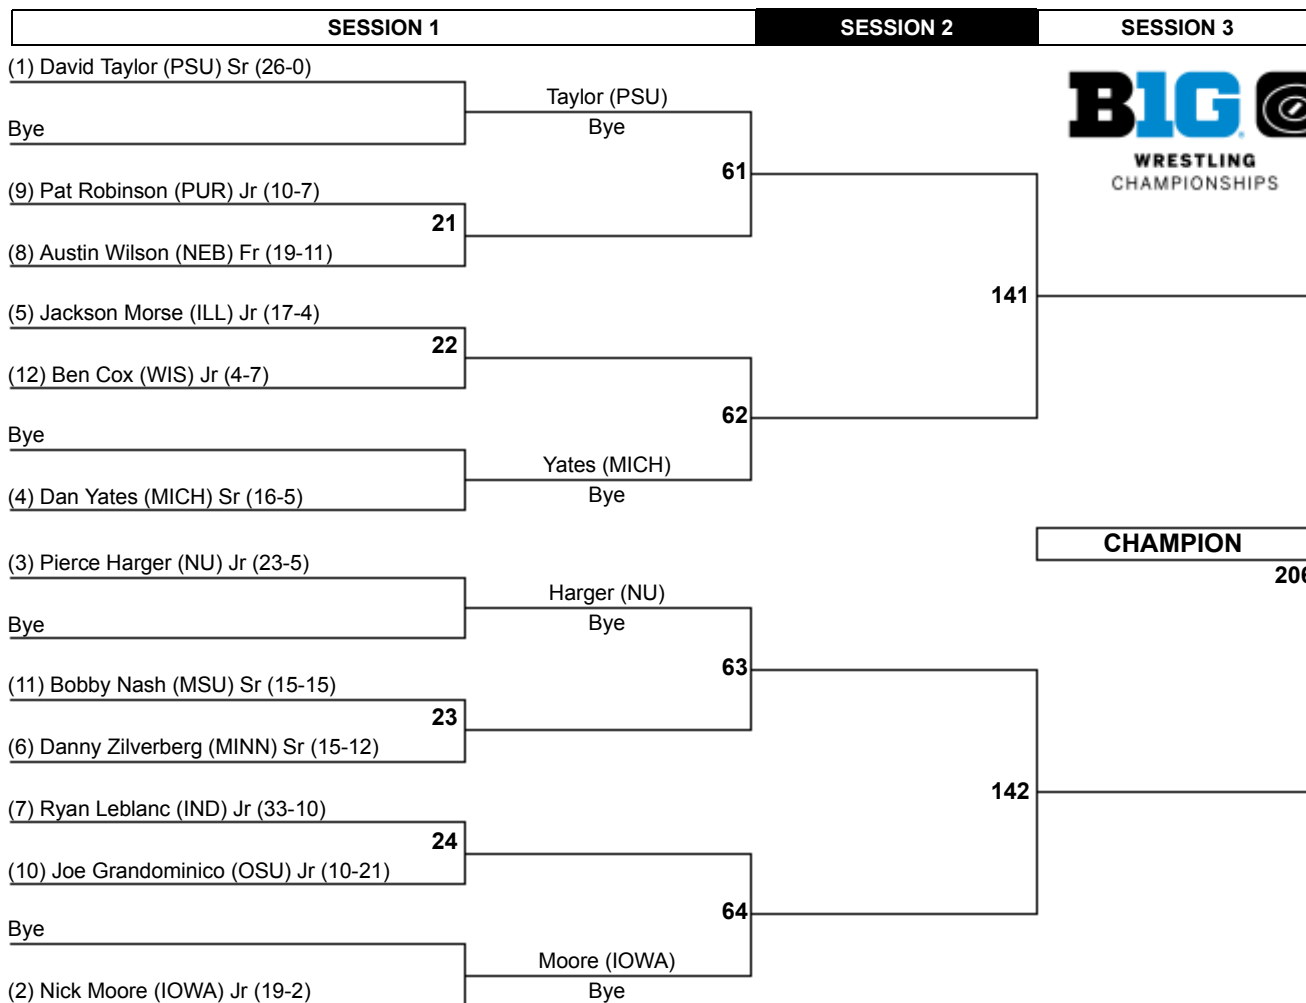 SESSION 1 SESSION 2 SESSION 3
(1) David Taylor (PSU) Sr (26-0)
Taylor (PSU)
Bye
Bye
B1G
WRESTLING
CHAMPIONSHIPS
61
(9) Pat Robinson (PUR) Jr (10-7)
21
(8) Austin Wilson (NEB) Fr (19-11)
141
(5) Jackson Morse (ILL) Jr (17-4)
22
(12) Ben Cox (WIS) Jr (4-7)
62
Bye
Yates (MICH)
Bye
(4) Dan Yates (MICH) Sr (16-5)
CHAMPION
206
(3) Pierce Harger (NU) Jr (23-5)
Harger (NU)
Bye
Bye
63
(11) Bobby Nash (MSU) Sr (15-15)
23
(6) Danny Zilverberg (MINN) Sr (15-12)
142
(7) Ryan Leblanc (IND) Jr (33-10)
24
(10) Joe Grandominico (OSU) Jr (10-21)
64
Bye
Moore (IOWA)
Bye
(2) Nick Moore (IOWA) Jr (19-2)